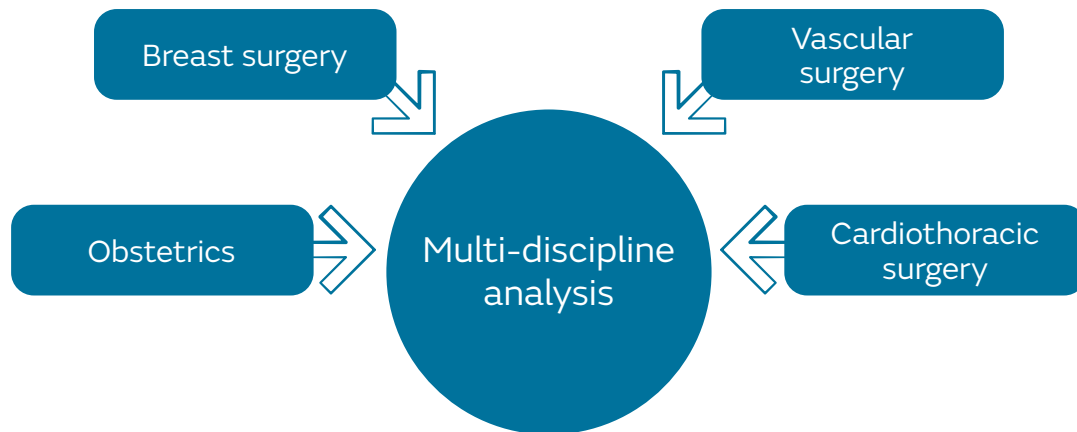 Breast surgery
Vascular
surgery
Obstetrics
Multi-discipline
analysis
Cardiothoracic
surgery